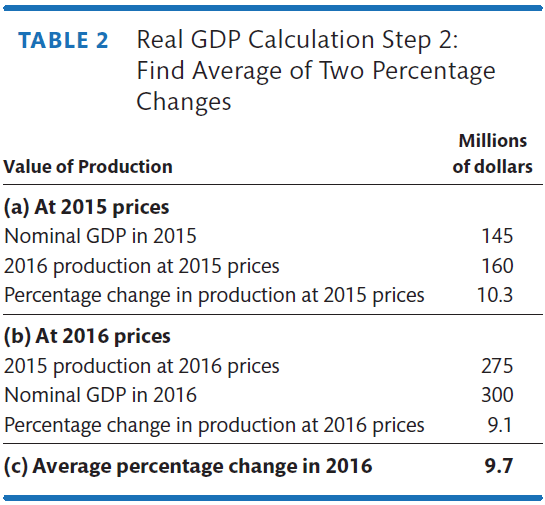 TABLE 2 Real GDP Calculation Step 2:
Find Average of Two Percentage
Changes
Millions
Value of Production of dollars
(a) At 2015 prices
Nominal GDP in 2015 145
2016 production at 2015 prices 160
Percentage change in production at 2015 prices 10.3
(b) At 2016 prices
2015 production at 2016 prices 275
Nominal GDP in 2016 300
Percentage change in production at 2016 prices 9.1
(c) Average percentage change in 2016 9.7